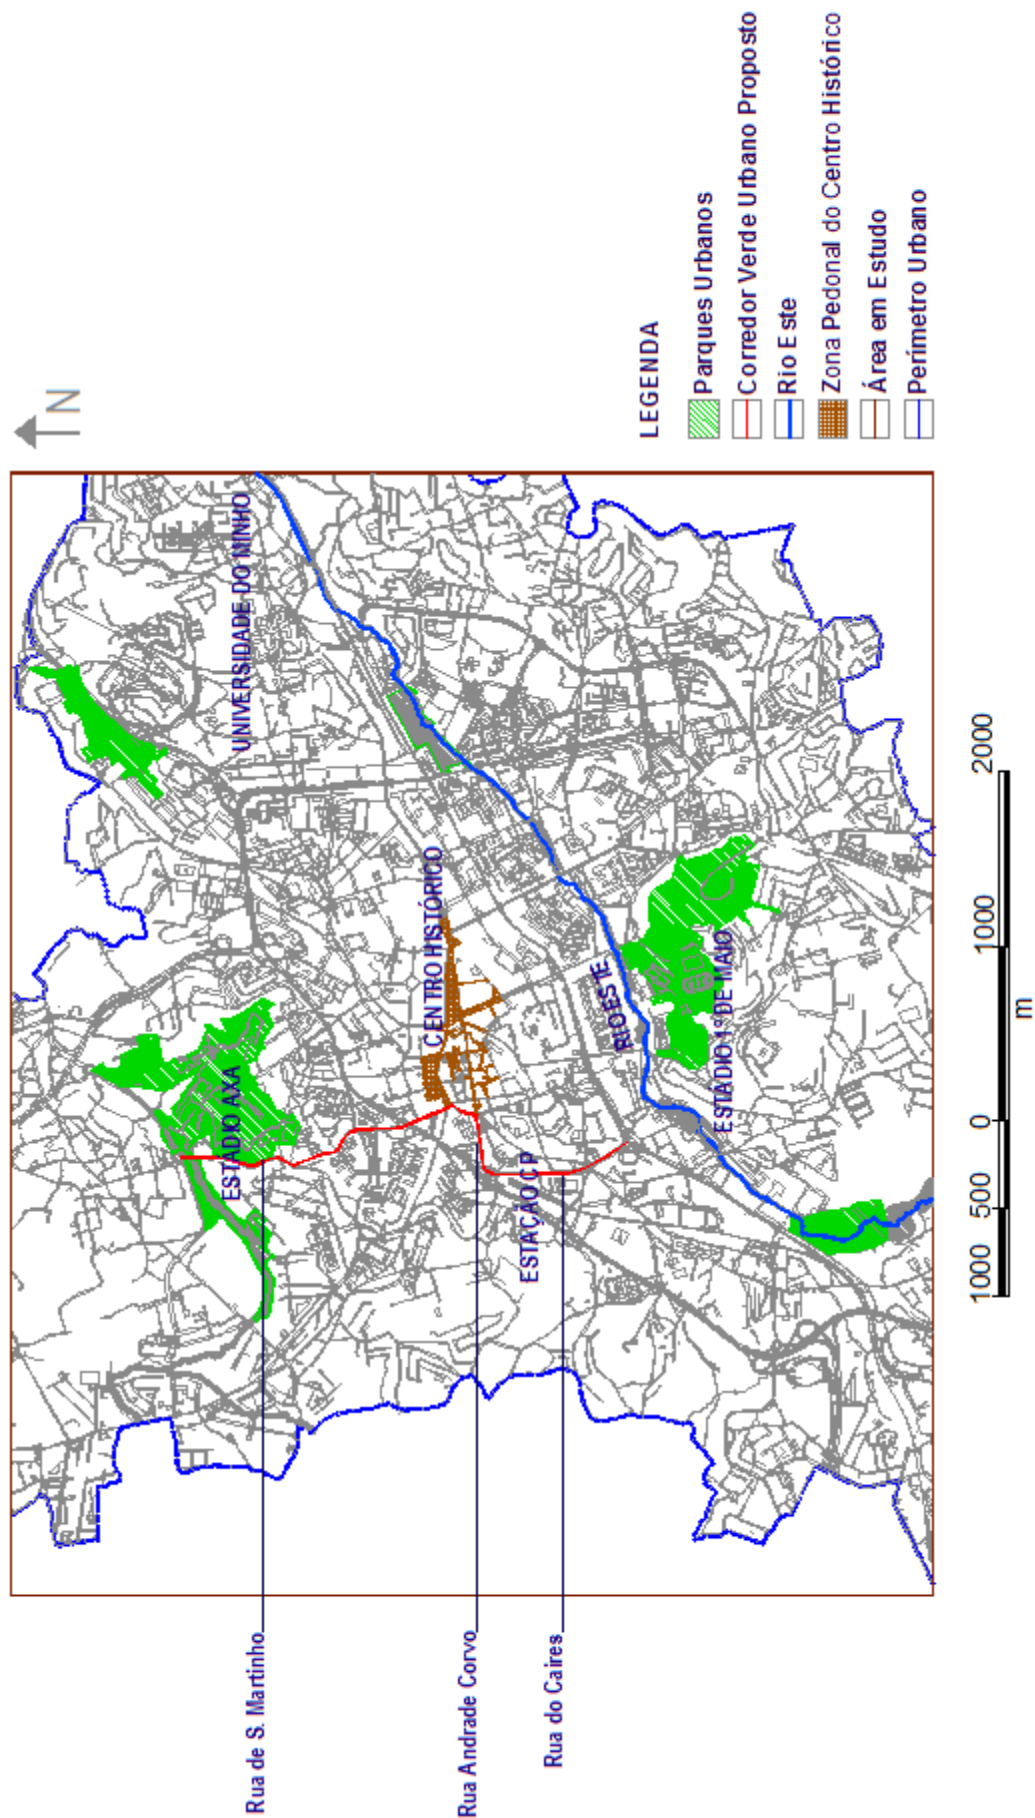 Rua de S. Martinho
Rua Andrade Corvo
Rua do Caires
ESTÁDIO AXA
UNIVERSIDADE DO MINHO
CENTRO HISTÓRICO
ESTAÇÃO CP
RIO ESTE
ESTÁDIO 1º DE MAIO
N
LEGENDA
Parques Urbanos
Corredor Verde Urbano Proposto
Rio Este
Zona Pedonal do Centro Histórico
Área em Estudo
Perímetro Urbano
1000 500 0 1000 2000
m